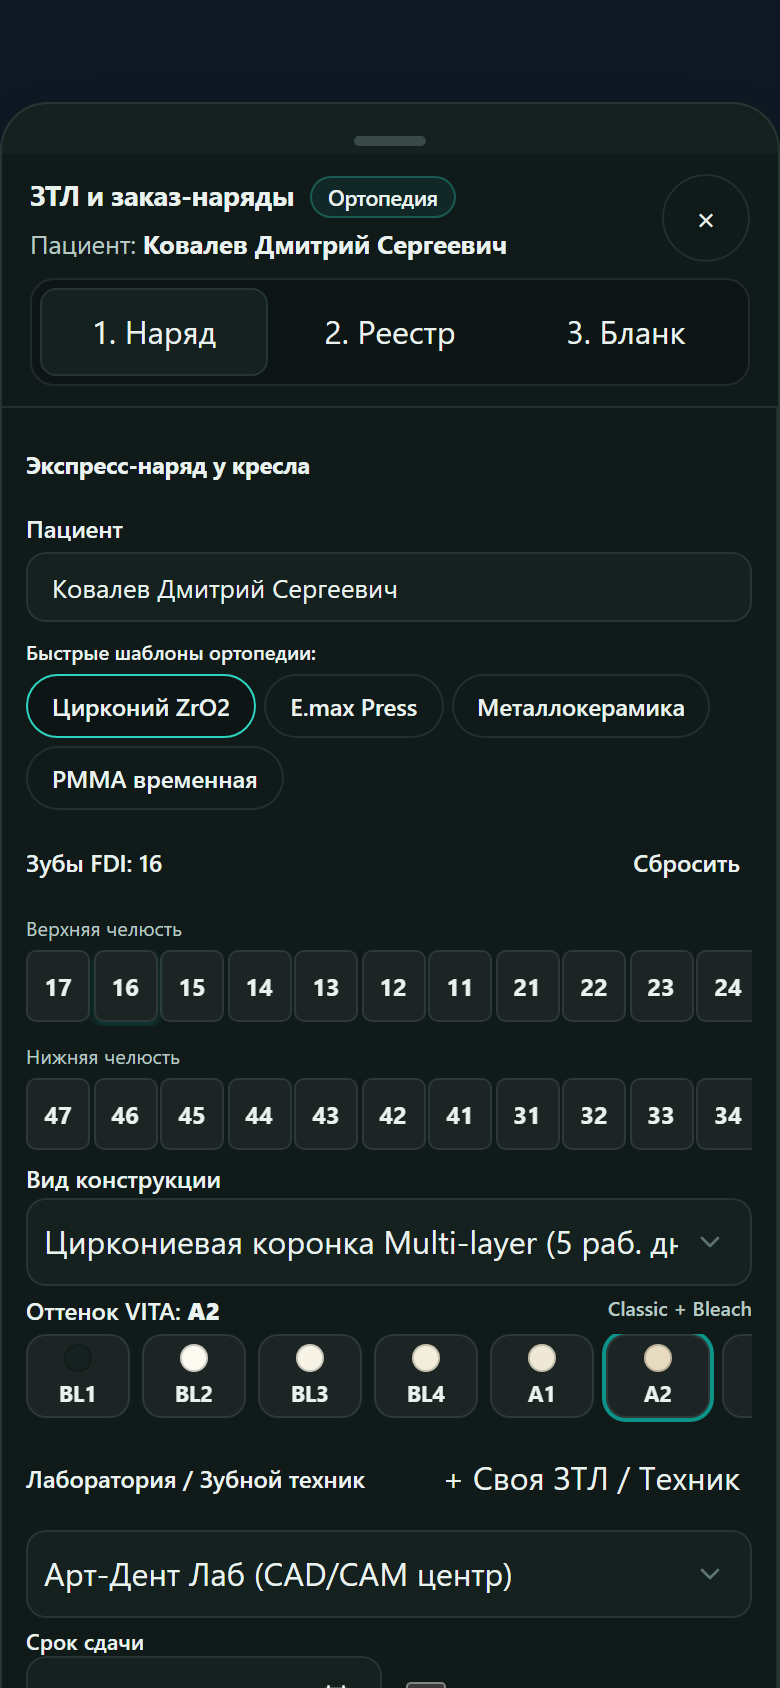 ЗТЛ и заказ-наряды Ортопедия
Пациент: Ковалев Дмитрий Сергеевич
×
1. Наряд 2. Реестр 3. Бланк
Экспресс-наряд у кресла
Пациент
Ковалев Дмитрий Сергеевич
Быстрые шаблоны ортопедии:
Цирконий ZrO2 E.max Press Металлокерамика
PMMA временная
Зубы FDI: 16 Сбросить
Верхняя челюсть
17 16 15 14 13 12 11 21 22 23 24
Нижняя челюсть
47 46 45 44 43 42 41 31 32 33 34
Вид конструкции
Циркониевая коронка Multi-layer (5 раб. дн
Оттенок VITA: A2 Classic + Bleach
BL1 BL2 BL3 BL4 A1 A2
Лаборатория / Зубной техник + Своя ЗТЛ / Техник
Арт-Дент Лаб (CAD/CAM центр)
Срок сдачи